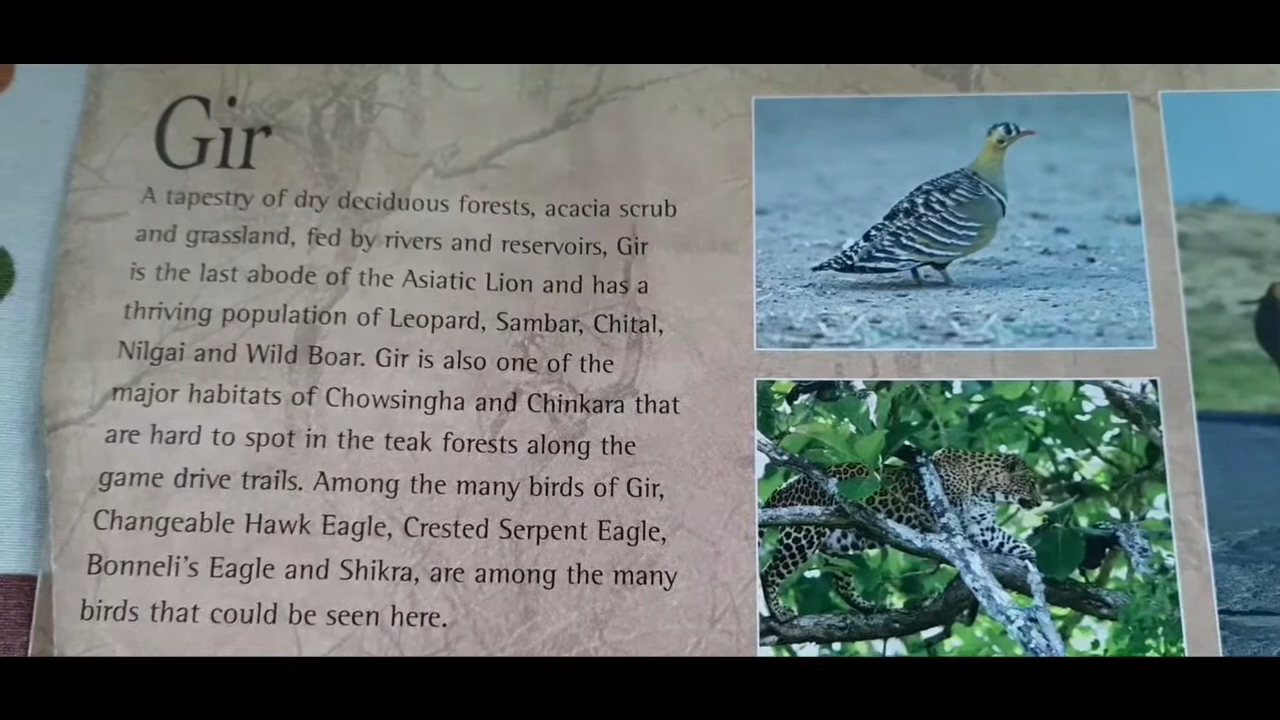 Gir
A tapestry of dry deciduous forests, acacia scrub
and grassland, fed by rivers and reservoirs, Gir
is the last abode of the Asiatic Lion and has a
thriving population of Leopard, Sambar, Chital,
Nilgai and Wild Boar. Gir is also one of the
major habitats of Chowsingha and Chinkara that
are hard to spot in the teak forests along the
game drive trails. Among the many birds of Gir,
Changeable Hawk Eagle, Crested Serpent Eagle,
Bonneli's Eagle and Shikra, are among the many
birds that could be seen here.